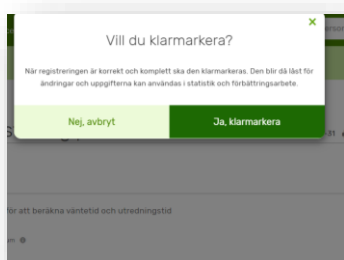 ×
Vill du klarmarkera?
När registreringen är korrekt och komplett ska den klarmarkeras. Den blir då låst för
ändringar och uppgifterna kan användas i statistik och förbättringsarbete.
Nej, avbryt
Ja, klarmarkera
-31
för att beräkna väntetid och utredningstid